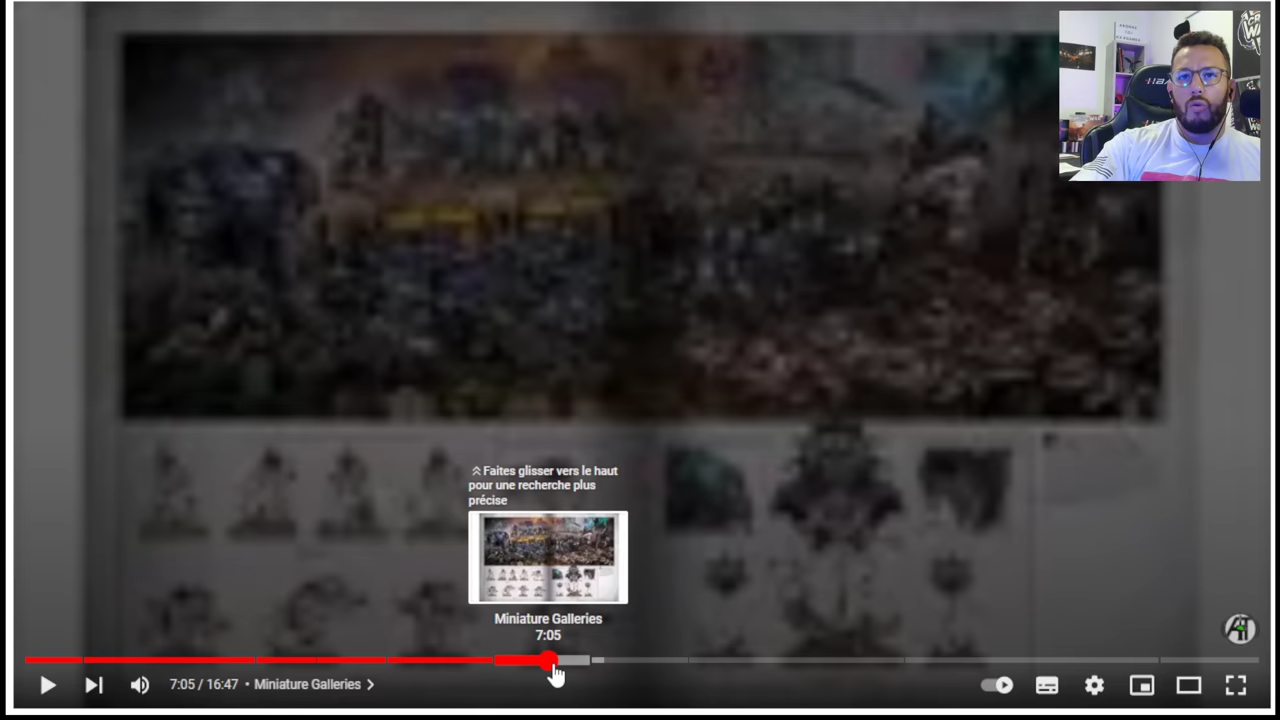 Faites glisser vers le haut
pour une recherche plus
précise
Miniature Galleries
7:05
7:05 / 16:47 • Miniature Galleries